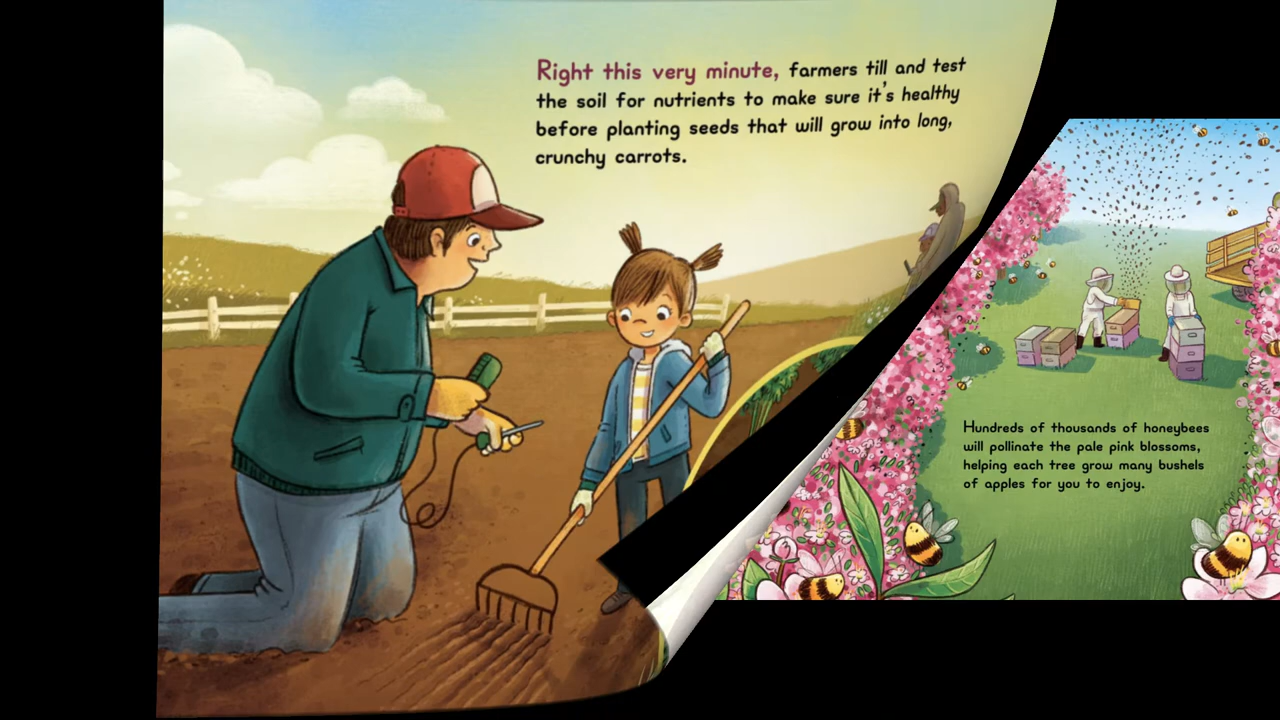 Right this very minute, farmers till and test
the soil for nutrients to make sure it's healthy
before planting seeds that will grow into long,
crunchy carrots.
Hundreds of thousands of honeybees
will pollinate the pale pink blossoms,
helping each tree grow many bushels
of apples for you to enjoy.